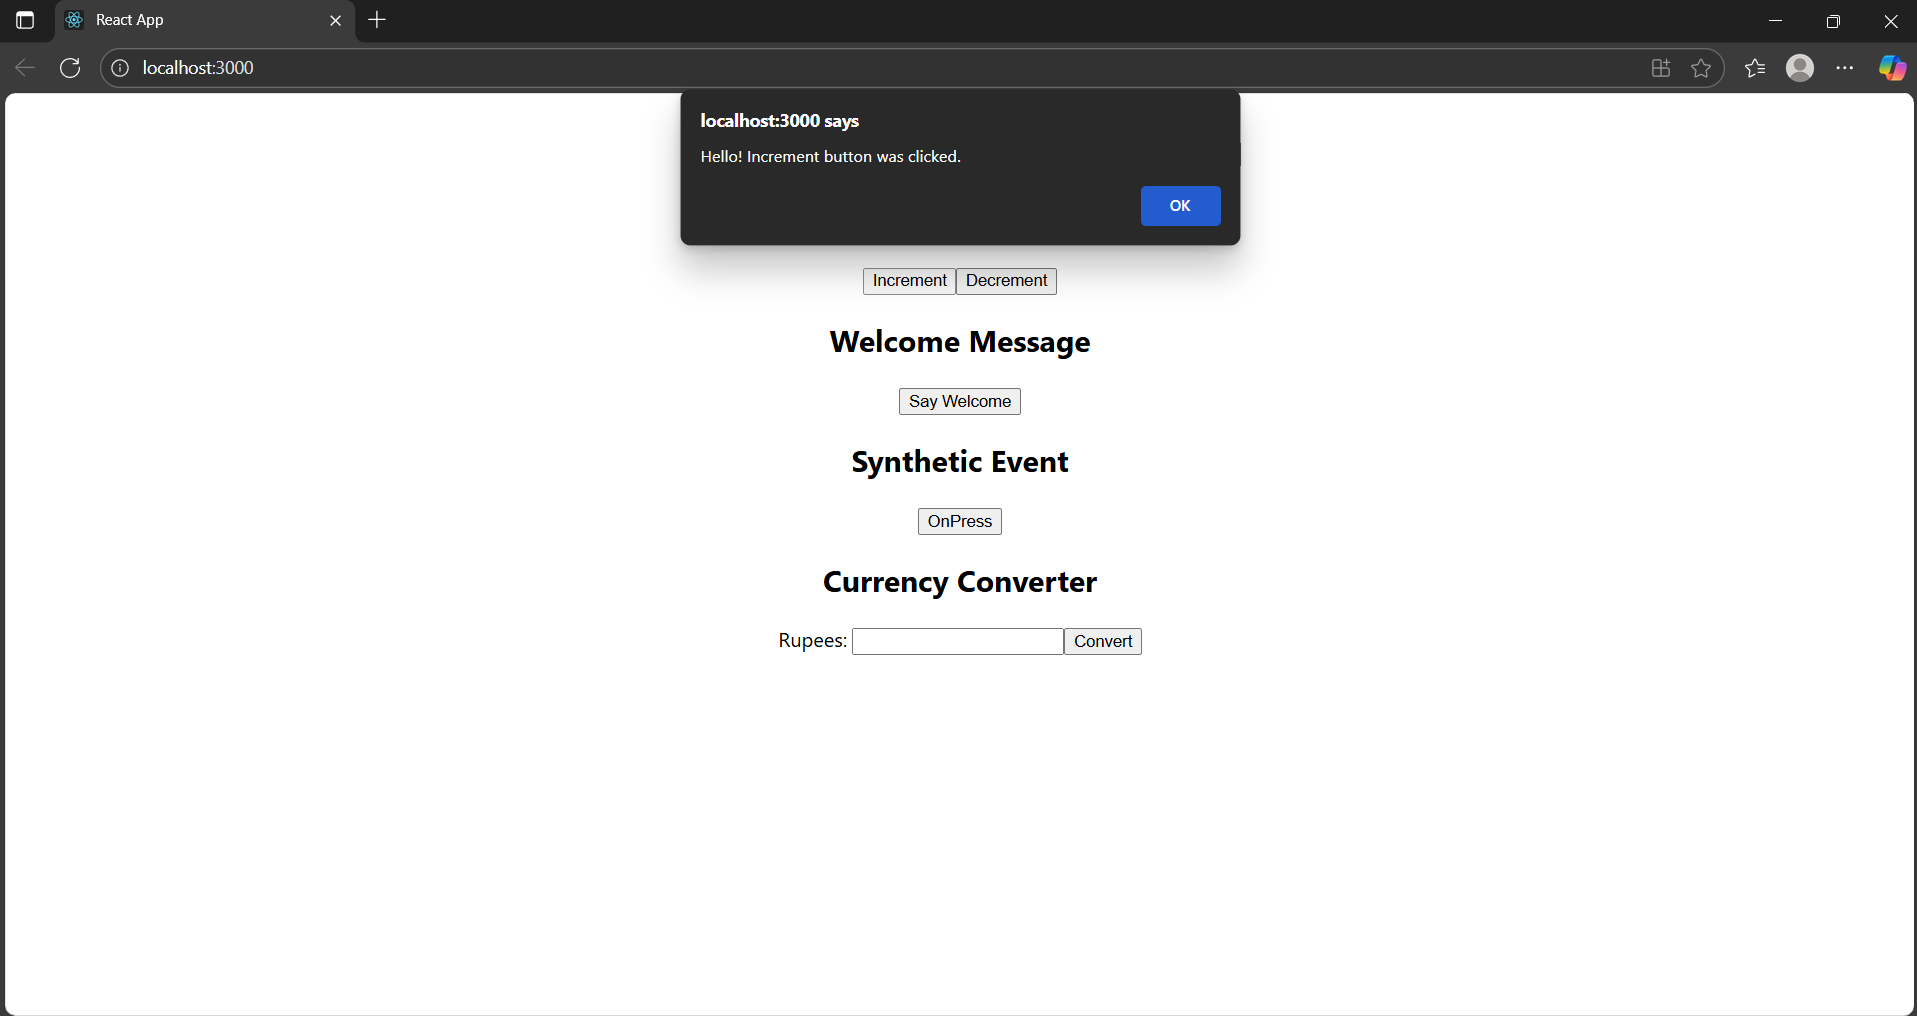 React App
localhost:3000
localhost:3000 says
Hello! Increment button was clicked.
OK
Increment Decrement
Welcome Message
Say Welcome
Synthetic Event
OnPress
Currency Converter
Rupees: Convert